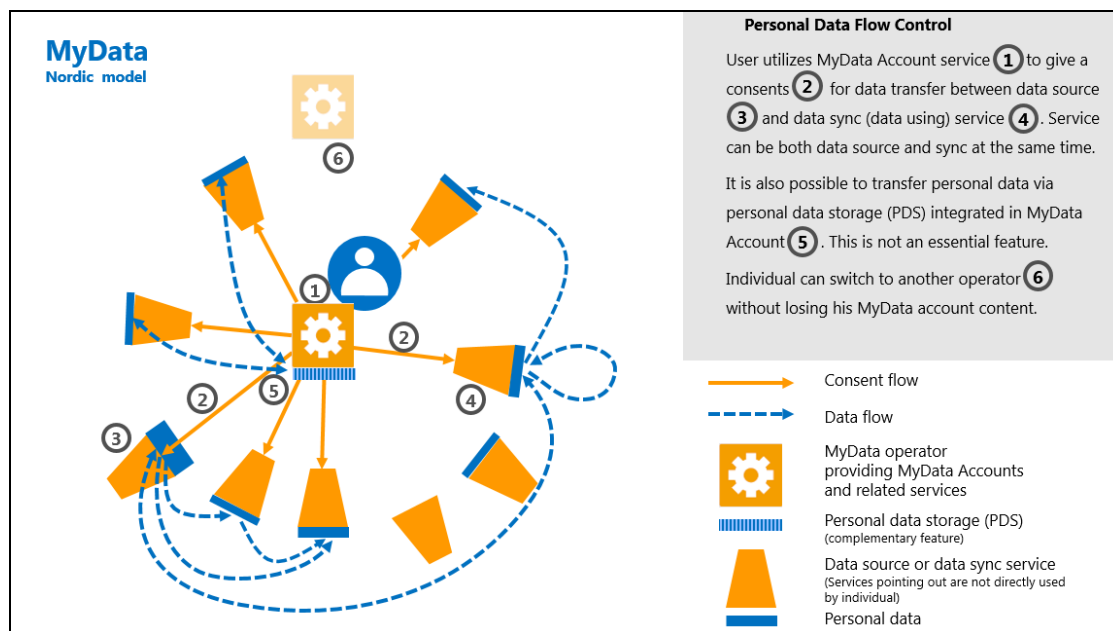 MyData
Nordic model
6
1
2
5
2
3
4
Personal Data Flow Control
User utilizes MyData Account service 1 to give a
consents 2 for data transfer between data source
3 and data sync (data using) service 4. Service
can be both data source and sync at the same time.
It is also possible to transfer personal data via
personal data storage (PDS) integrated in MyData
Account 5. This is not an essential feature.
Individual can switch to another operator 6
without losing his MyData account content.
Consent flow
Data flow
MyData operator
providing MyData Accounts
and related services
Personal data storage (PDS)
(complementary feature)
Data source or data sync service
(Services pointing out are not directly used
by individual)
Personal data